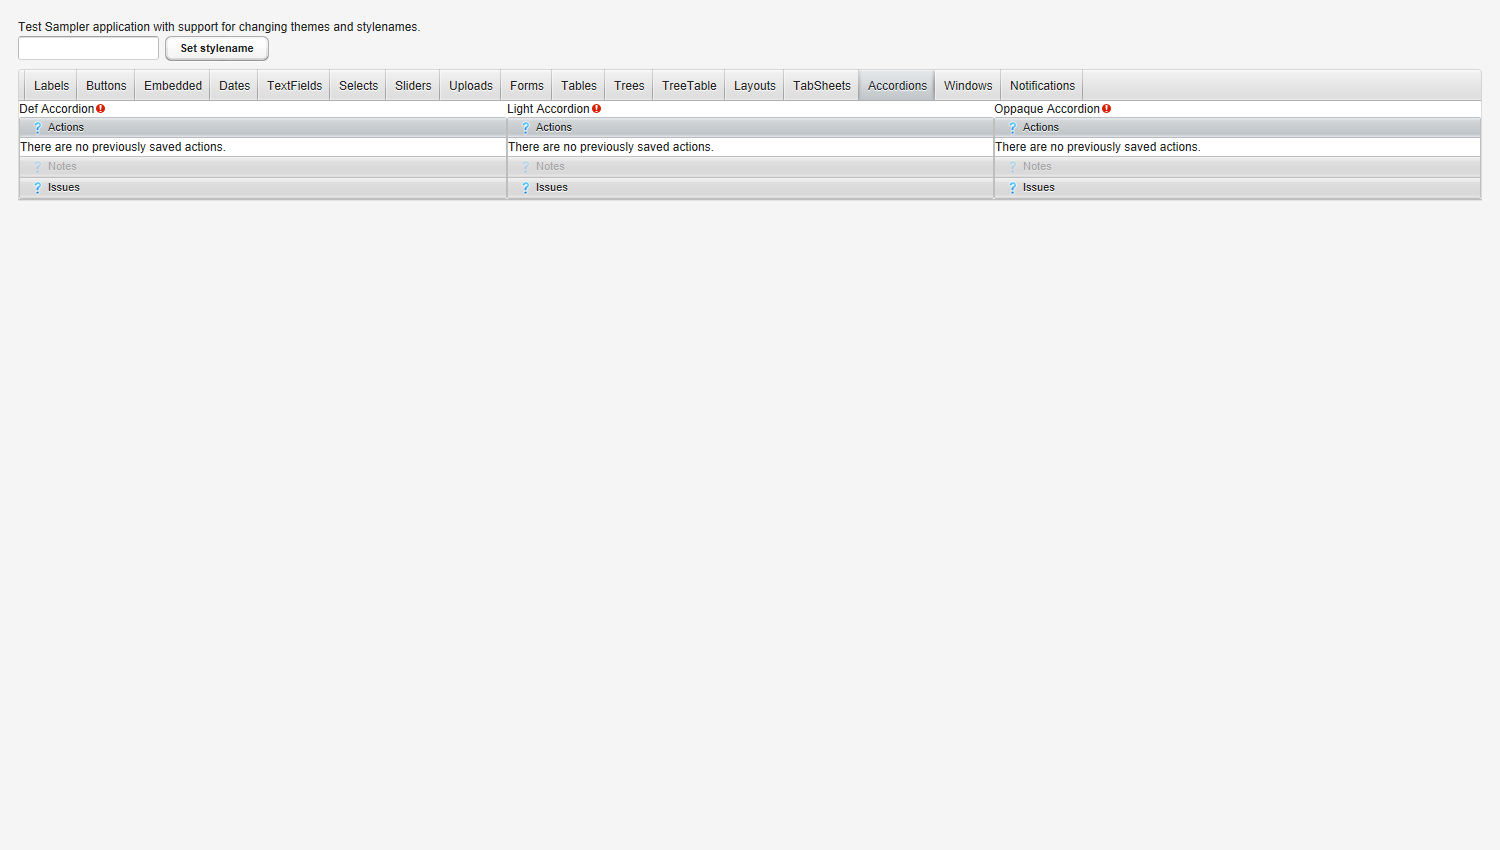 Test Sampler application with support for changing themes and stylenames.
Set stylename
Labels Buttons Embedded Dates TextFields Selects Sliders Uploads Forms Tables Trees TreeTable Layouts TabSheets Accordions Windows Notifications
Def Accordion Light Accordion Oppaque Accordion
? Actions ? Actions ? Actions
There are no previously saved actions. There are no previously saved actions. There are no previously saved actions.
? Notes ? Notes ? Notes
? Issues ? Issues ? Issues